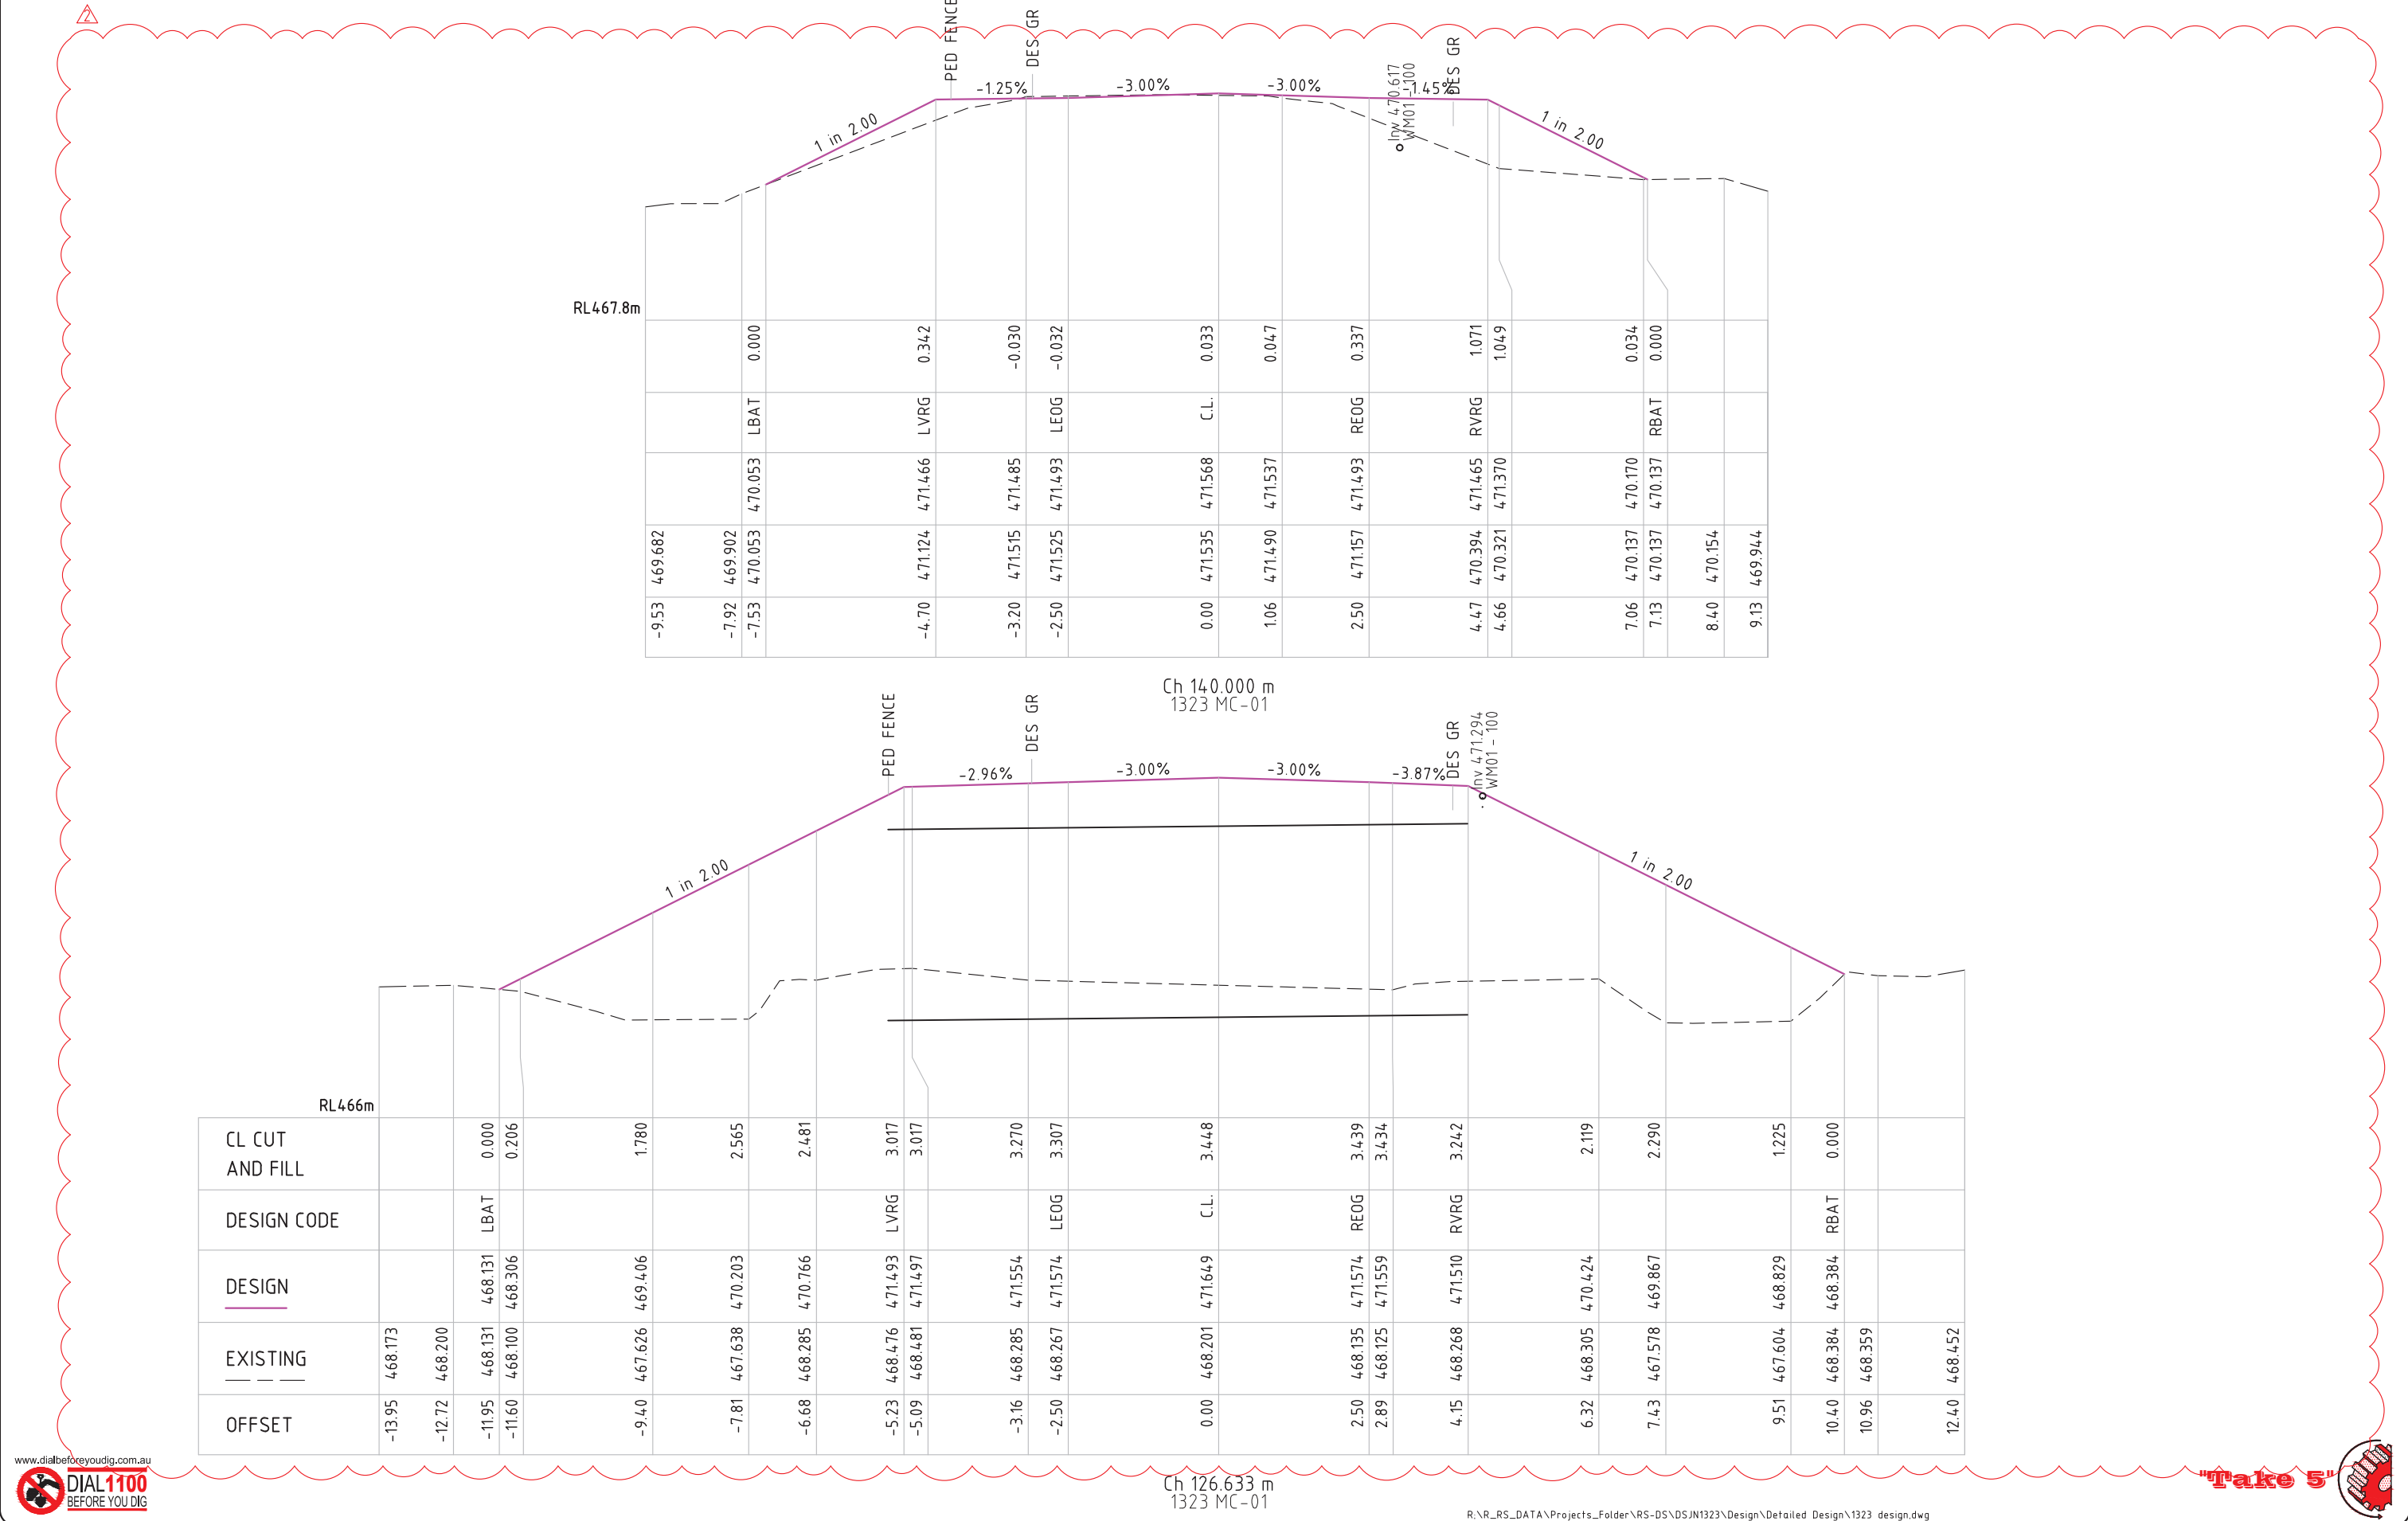 2
PED FENCE
DES GR
DES GR
Inv 470.617
WM01 - 100
-1.25%
-3.00%
-3.00%
-1.45%
1 in 2.00
1 in 2.00
RL467.8m
0.000 0.342 -0.030 -0.032 0.033 0.047 0.337 1.071 1.049 0.034 0.000
LBAT LVRG LEOG C.L. REOG RVRG RBAT
470.053 471.466 471.485 471.493 471.568 471.537 471.493 471.465 471.370 470.170 470.137
469.682 469.902 470.053 471.124 471.515 471.525 471.535 471.490 471.157 470.394 470.321 470.137 470.137 470.154 469.944
-9.53 -7.92 -7.53 -4.70 -3.20 -2.50 0.00 1.06 2.50 4.47 4.66 7.06 7.13 8.40 9.13
Ch 140.000 m
1323 MC-01
PED FENCE
DES GR
DES GR
Inv 471.294
WM01 - 100
-2.96%
-3.00%
-3.00%
-3.87%
1 in 2.00
1 in 2.00
RL466m
CL CUT
AND FILL
0.000 0.206 1.780 2.565 2.481 3.017 3.017 3.270 3.307 3.448 3.439 3.434 3.242 2.119 2.290 1.225 0.000
DESIGN CODE LBAT LVRG LEOG C.L. REOG RVRG RBAT
DESIGN 468.131 468.306 469.406 470.203 470.766 471.493 471.497 471.554 471.574 471.649 471.574 471.559 471.510 470.424 469.867 468.829 468.384
EXISTING 468.173 468.200 468.131 468.100 467.626 467.638 468.285 468.476 468.481 468.285 468.267 468.201 468.135 468.125 468.268 468.305 467.578 467.604 468.384 468.359 468.452
OFFSET -13.95 -12.72 -11.95 -11.60 -9.40 -7.81 -6.68 -5.23 -5.09 -3.16 -2.50 0.00 2.50 2.89 4.15 6.32 7.43 9.51 10.40 10.96 12.40
Ch 126.633 m
1323 MC-01
www.dialbeforeyoudig.com.au
DIAL1100
BEFORE YOU DIG
"Take 5"
R:\R_RS_DATA\Projects_Folder\RS-DS\DSJN1323\Design\Detailed Design\1323 design.dwg